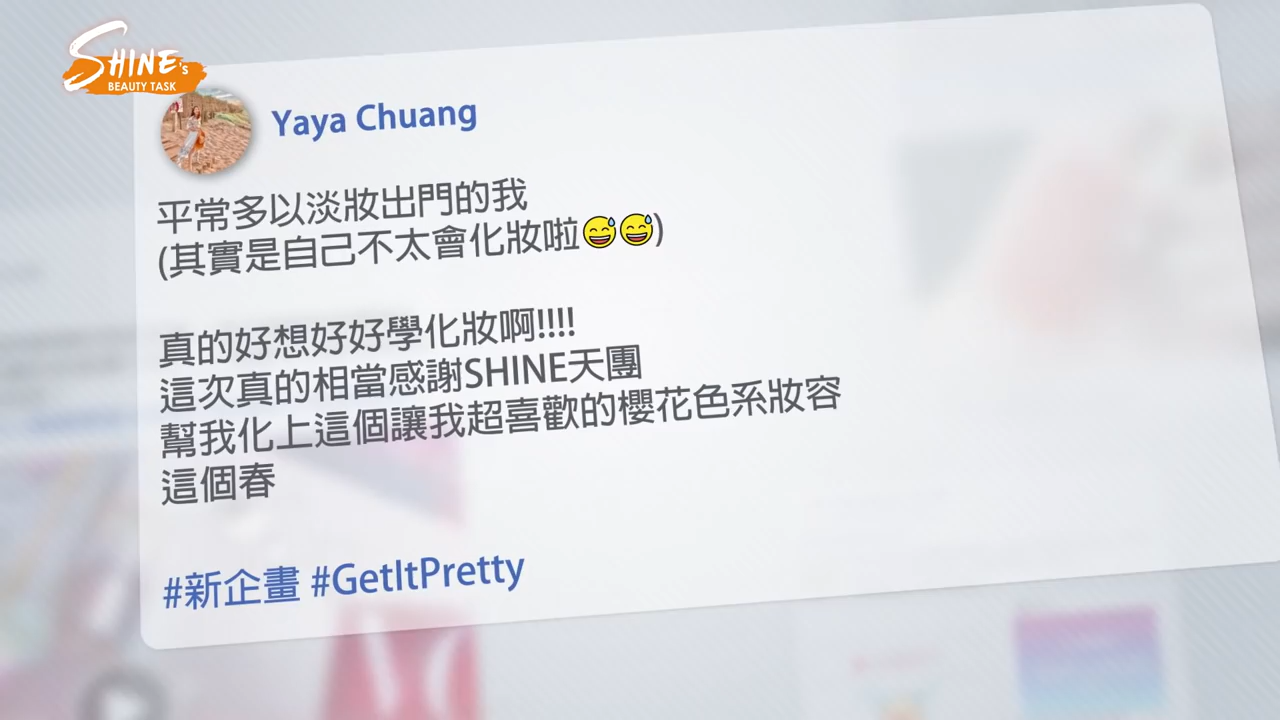 SHINE's
BEAUTY TASK
Yaya Chuang
平常多以淡妝出門的我
(其實是自己不太會化妝啦😅😅)
真的好想好好學化妝啊!!!!
這次真的相當感謝SHINE天團
幫我化上這個讓我超喜歡的櫻花色系妝容
這個春
#新企畫 #GetItPretty